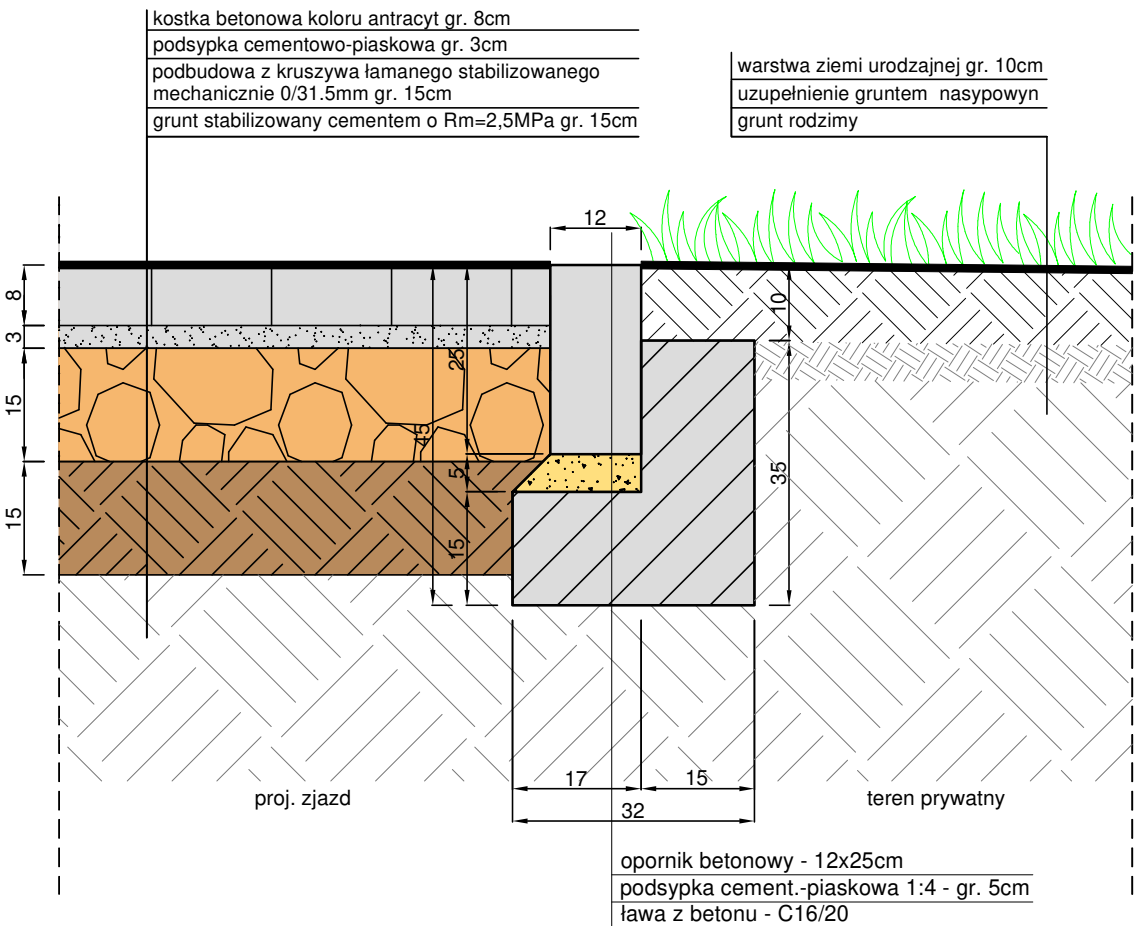 kostka betonowa koloru antracyt gr. 8cm
podsypka cementowo-piaskowa gr. 3cm
podbudowa z kruszywa łamanego stabilizowanego
mechanicznie 0/31.5mm gr. 15cm
grunt stabilizowany cementem o Rm=2,5MPa gr. 15cm
warstwa ziemi urodzajnej gr. 10cm
uzupełnienie gruntem nasypowyn
grunt rodzimy
12
8
3
15
15
45
25
5
15
10
35
17
15
32
proj. zjazd
teren prywatny
opornik betonowy - 12x25cm
podsypka cement.-piaskowa 1:4 - gr. 5cm
ława z betonu - C16/20